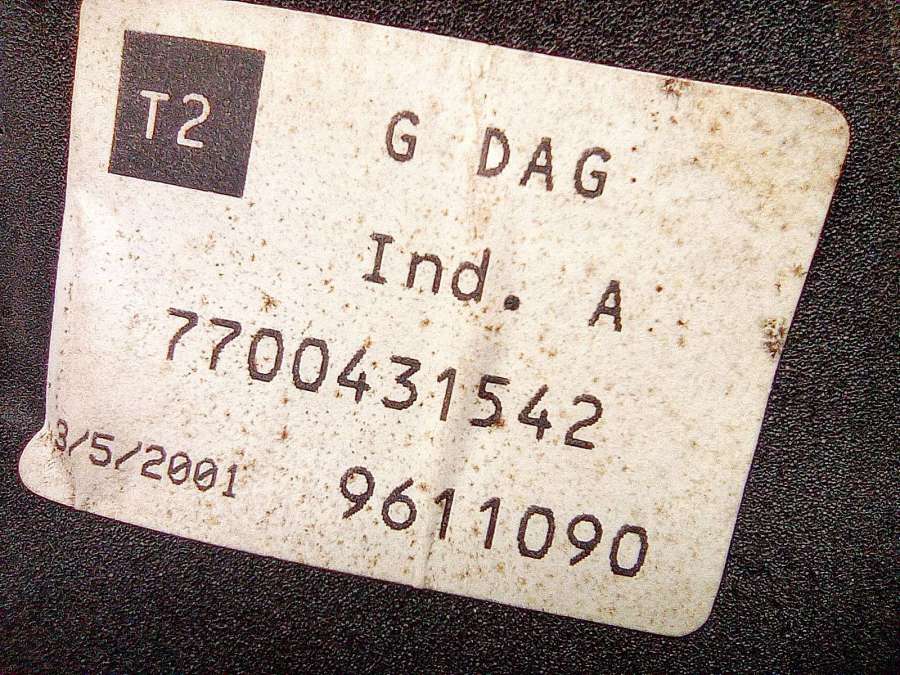 T2 G DAG
Ind. A
7700431542
3/5/2001 9611090